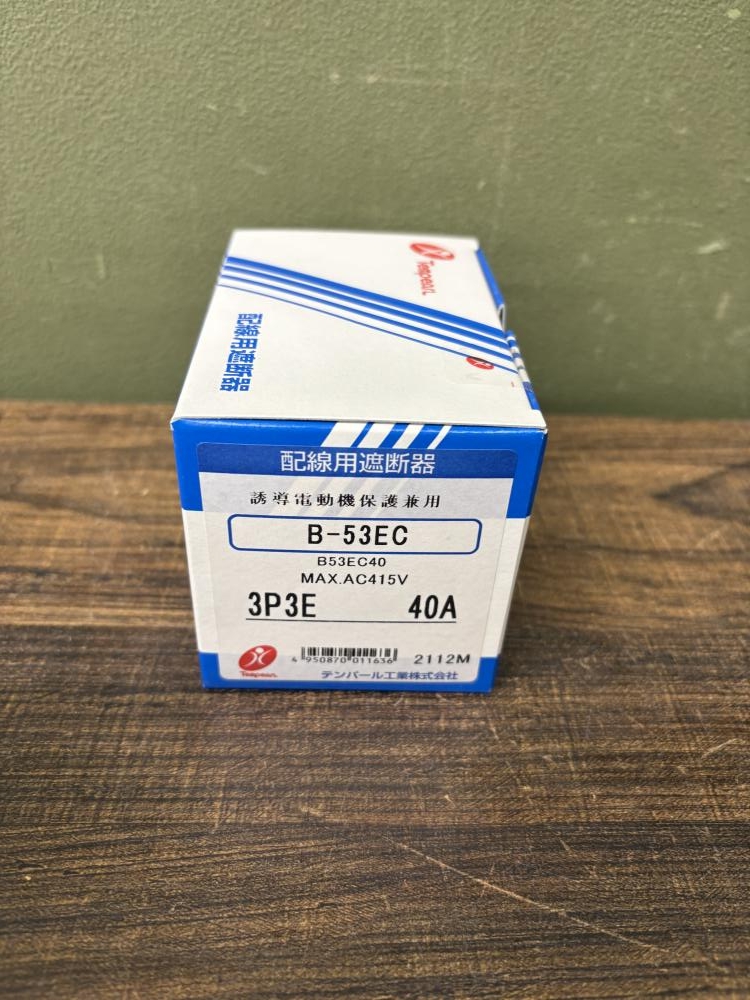 Tempearl
配線用遮断器
配線用遮断器
誘導電動機保護兼用
B-53EC
B53EC40
MAX.AC415V
3P3E 40A
4 950870 011636
2112M
Tempearl
テンパール工業株式会社